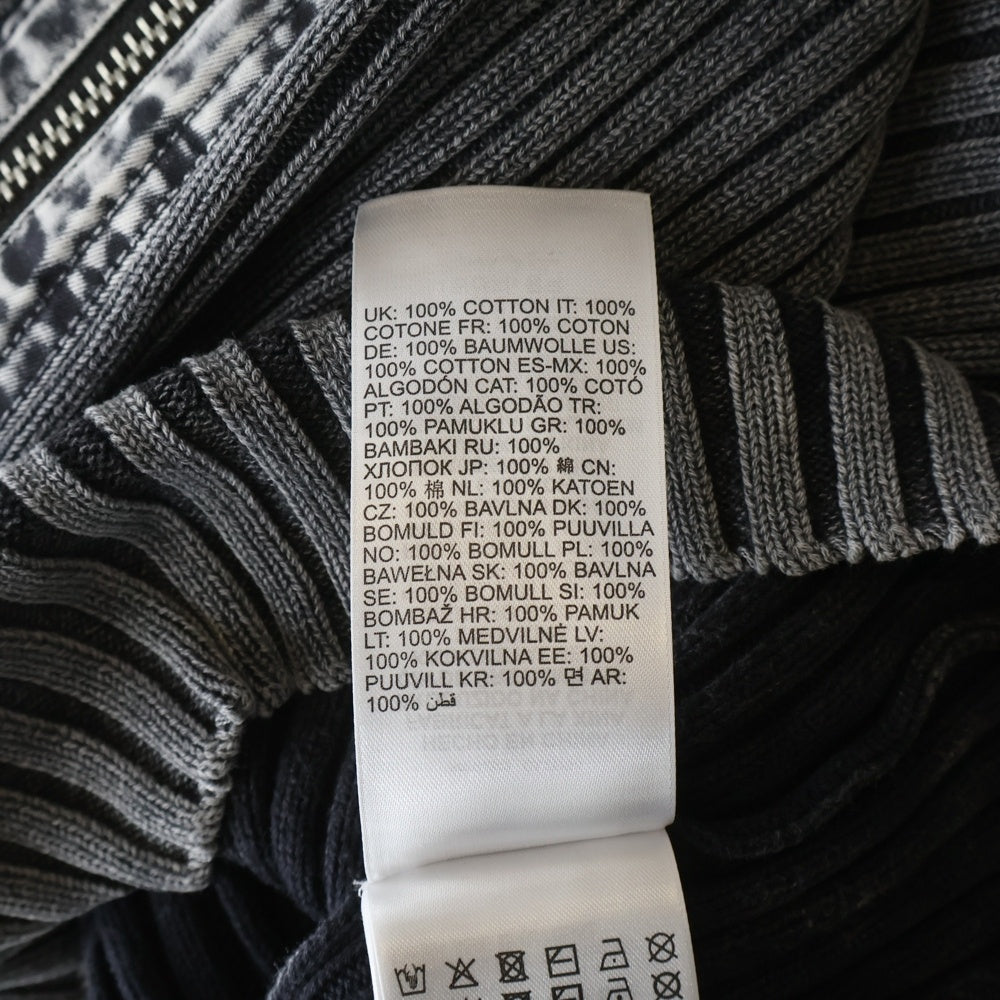 UK: 100% COTTON IT: 100%
COTONE FR: 100% COTON
DE: 100% BAUMWOLLE US:
100% COTTON ES-MX: 100%
ALGODÓN CAT: 100% COTÓ
PT: 100% ALGODÃO TR:
100% PAMUKLU GR: 100%
BAMBAKI RU: 100%
ХЛОПОК JP: 100% 綿 CN:
100% 棉 NL: 100% KATOEN
CZ: 100% BAVLNA DK: 100%
BOMULD FI: 100% PUUVILLA
NO: 100% BOMULL PL: 100%
BAWEŁNA SK: 100% BAVLNA
SE: 100% BOMULL SI: 100%
BOMBAŽ HR: 100% PAMUK
LT: 100% MEDVILNĖ LV:
100% KOKVILNA EE: 100%
PUUVILL KR: 100% 면 AR:
100% قطن
HECHO EN CHINA